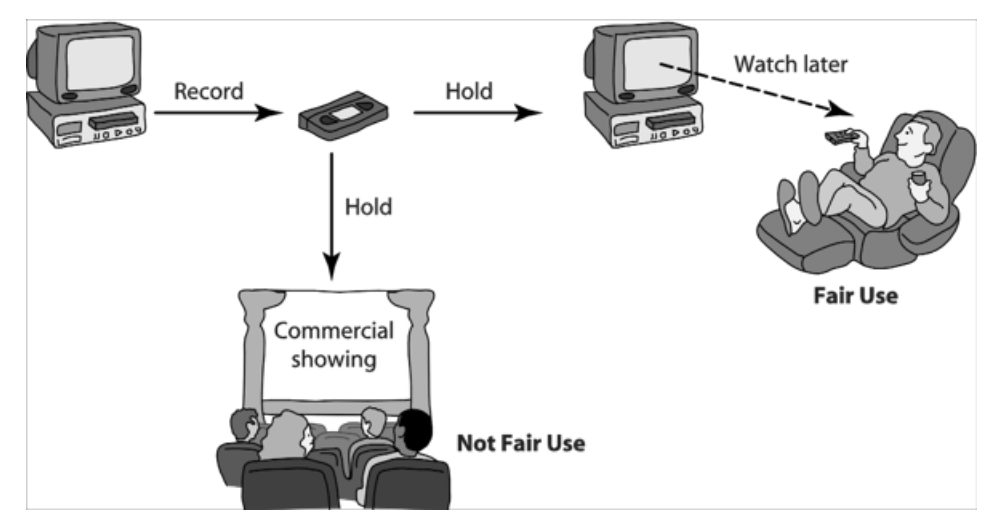 Record
Hold
Watch later
Hold
Fair Use
Commercial
showing
Not Fair Use